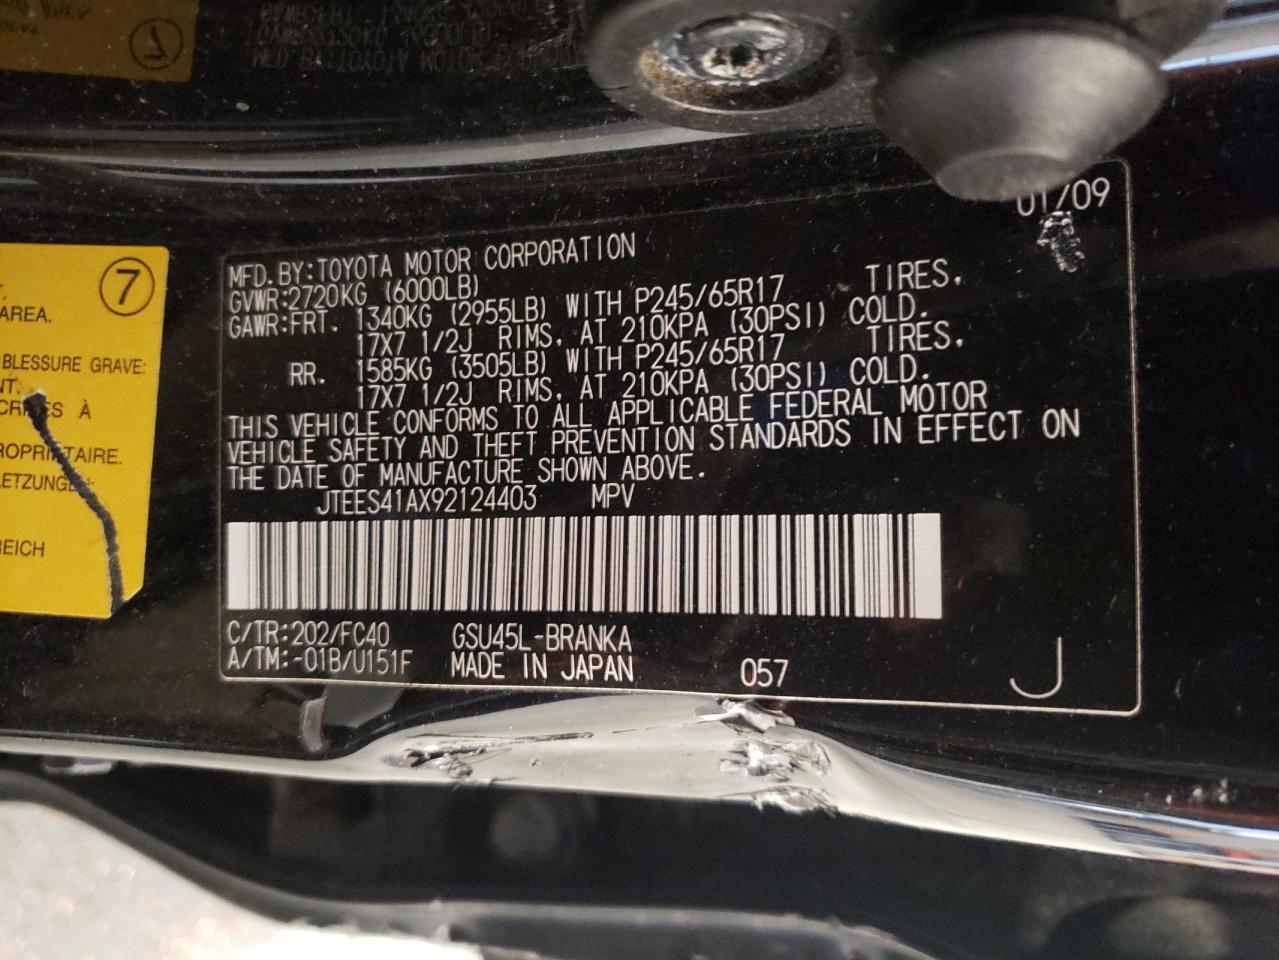 7
AREA.
BLESSURE GRAVE:
À
7
01/09
MFD.BY:TOYOTA MOTOR CORPORATION
GVWR:2720KG (6000LB)
GAWR:FRT. 1340KG (2955LB) WITH P245/65R17 TIRES,
17X7 1/2J RIMS, AT 210KPA (30PSI) COLD.
RR. 1585KG (3505LB) WITH P245/65R17 TIRES,
17X7 1/2J RIMS, AT 210KPA (30PSI) COLD.
THIS VEHICLE CONFORMS TO ALL APPLICABLE FEDERAL MOTOR
VEHICLE SAFETY AND THEFT PREVENTION STANDARDS IN EFFECT ON
THE DATE OF MANUFACTURE SHOWN ABOVE.
JTEES41AX92124403 MPV
C/TR:202/FC40 GSU45L-BRANKA
A/TM:-01B/U151F MADE IN JAPAN 057 J